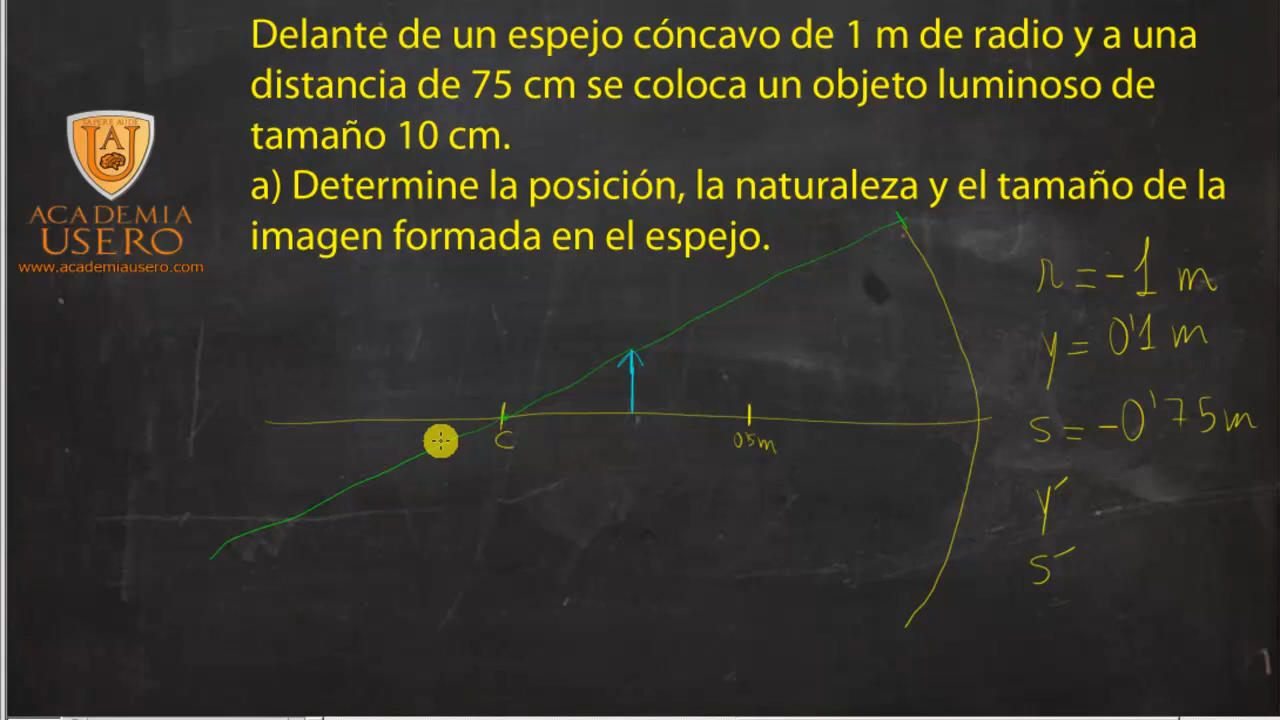 Delante de un espejo cóncavo de 1 m de radio y a una
distancia de 75 cm se coloca un objeto luminoso de
tamaño 10 cm.
a) Determine la posición, la naturaleza y el tamaño de la
imagen formada en el espejo.
SAPERE AUDE
UA
ACADEMIA
USERO
www.academiausero.com
r = -1 m
y = 0'1 m
s = -0'75 m
y'
s'
C
0'5m